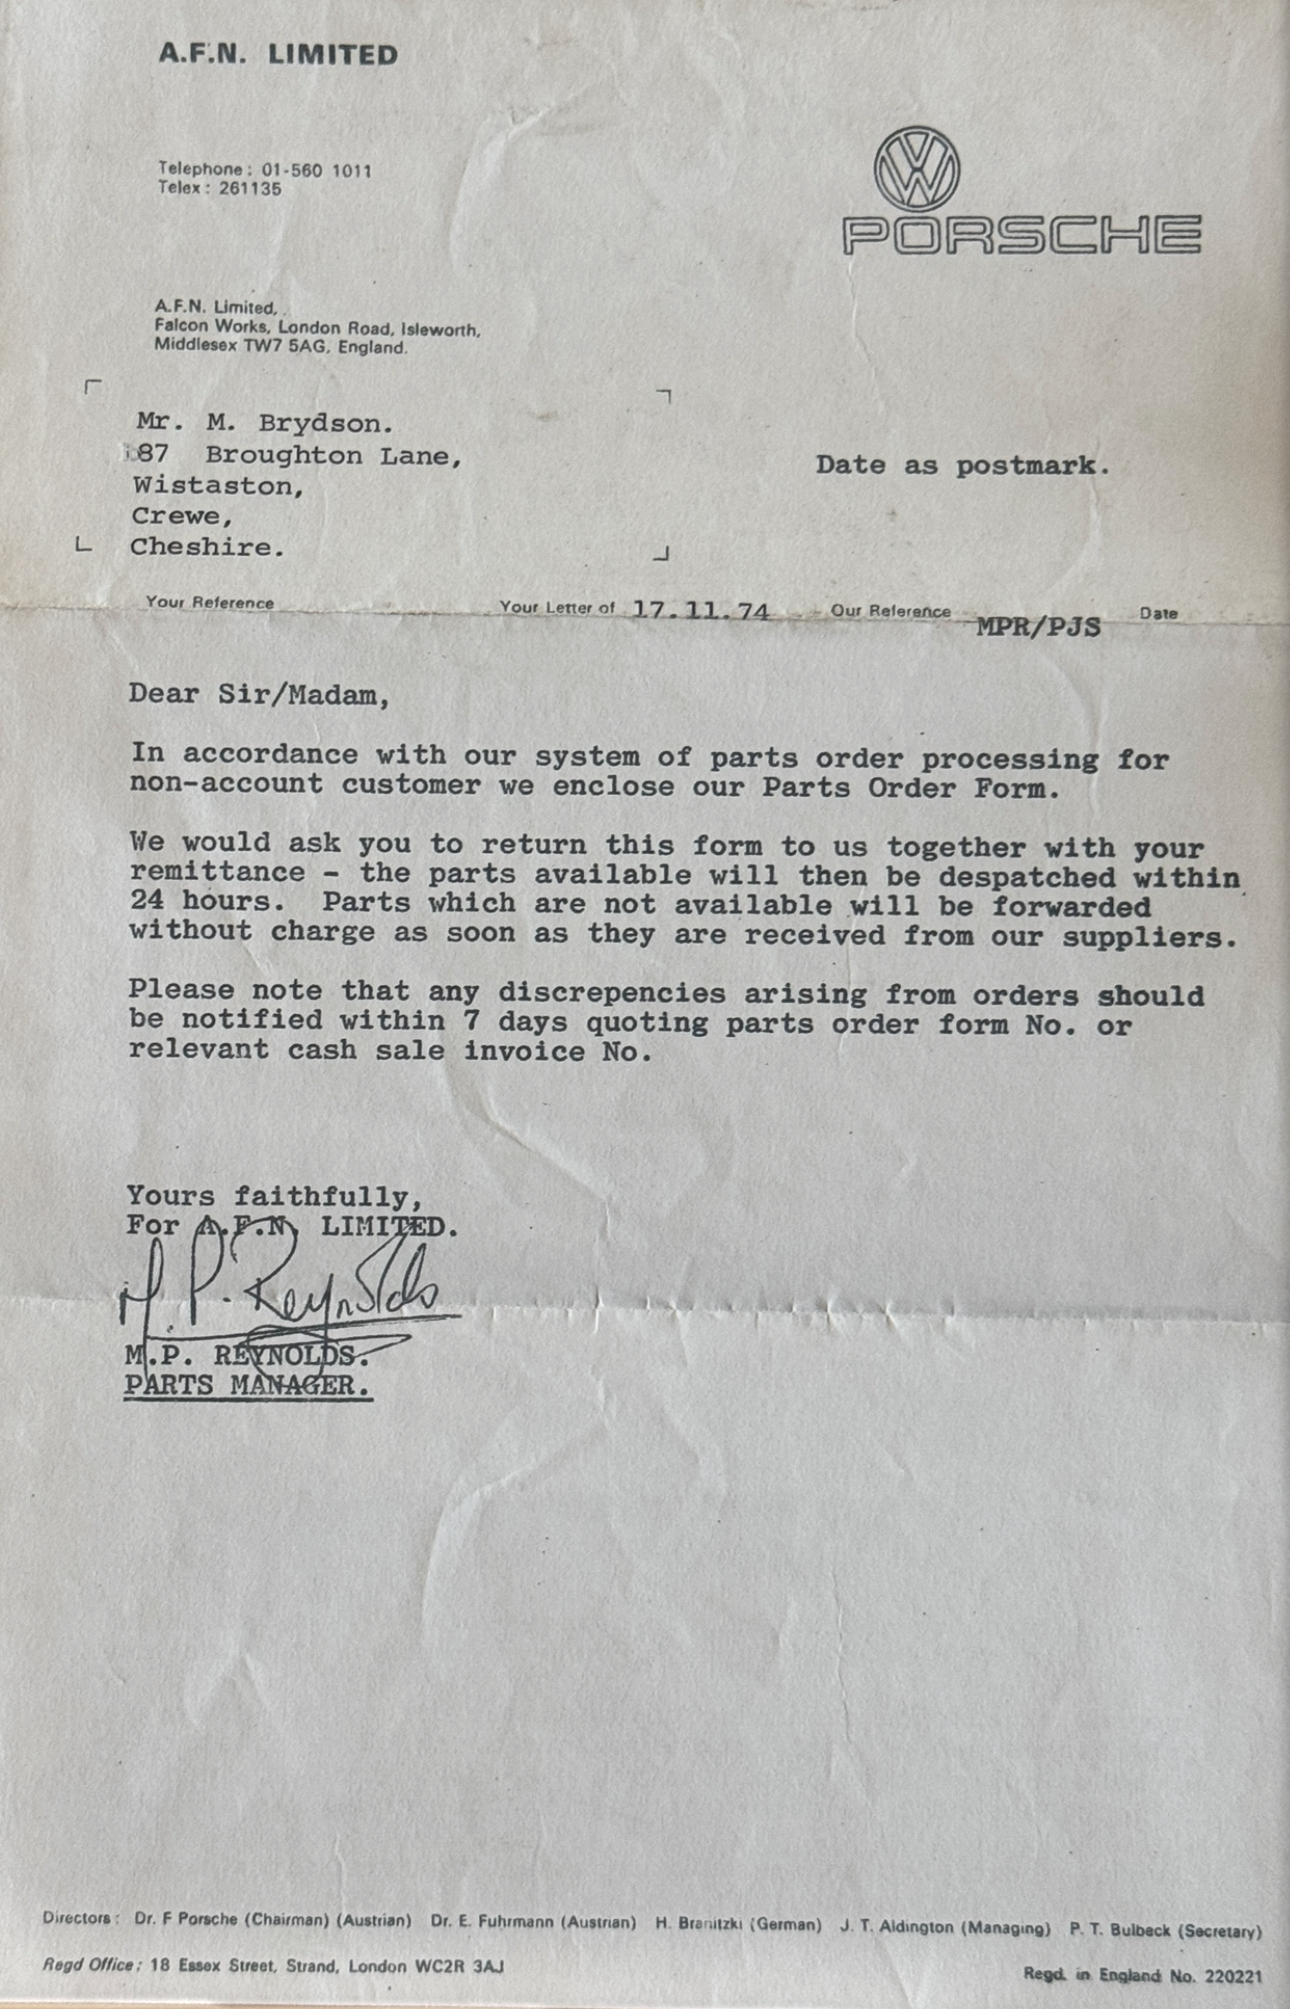 A.F.N. LIMITED
Telephone: 01-560 1011
Telex: 261135
VW
PORSCHE
A.F.N. Limited,
Falcon Works, London Road, Isleworth,
Middlesex TW7 5AG, England.
Mr. M. Brydson.
87 Broughton Lane,
Wistaston,
Crewe,
Cheshire.
Date as postmark.
Your Reference Your Letter of 17.11.74 Our Reference MPR/PJS Date
Dear Sir/Madam,
In accordance with our system of parts order processing for
non-account customer we enclose our Parts Order Form.
We would ask you to return this form to us together with your
remittance - the parts available will then be despatched within
24 hours. Parts which are not available will be forwarded
without charge as soon as they are received from our suppliers.
Please note that any discrepencies arising from orders should
be notified within 7 days quoting parts order form No. or
relevant cash sale invoice No.
Yours faithfully,
For A.F.N. LIMITED.
M P. Reynolds
M.P. REYNOLDS.
PARTS MANAGER.
Directors: Dr. F Porsche (Chairman) (Austrian) Dr. E. Fuhrmann (Austrian) H. Branitzki (German) J. T. Aldington (Managing) P. T. Bulbeck (Secretary)
Regd Office: 18 Essex Street, Strand, London WC2R 3AJ
Regd. in England No. 220221